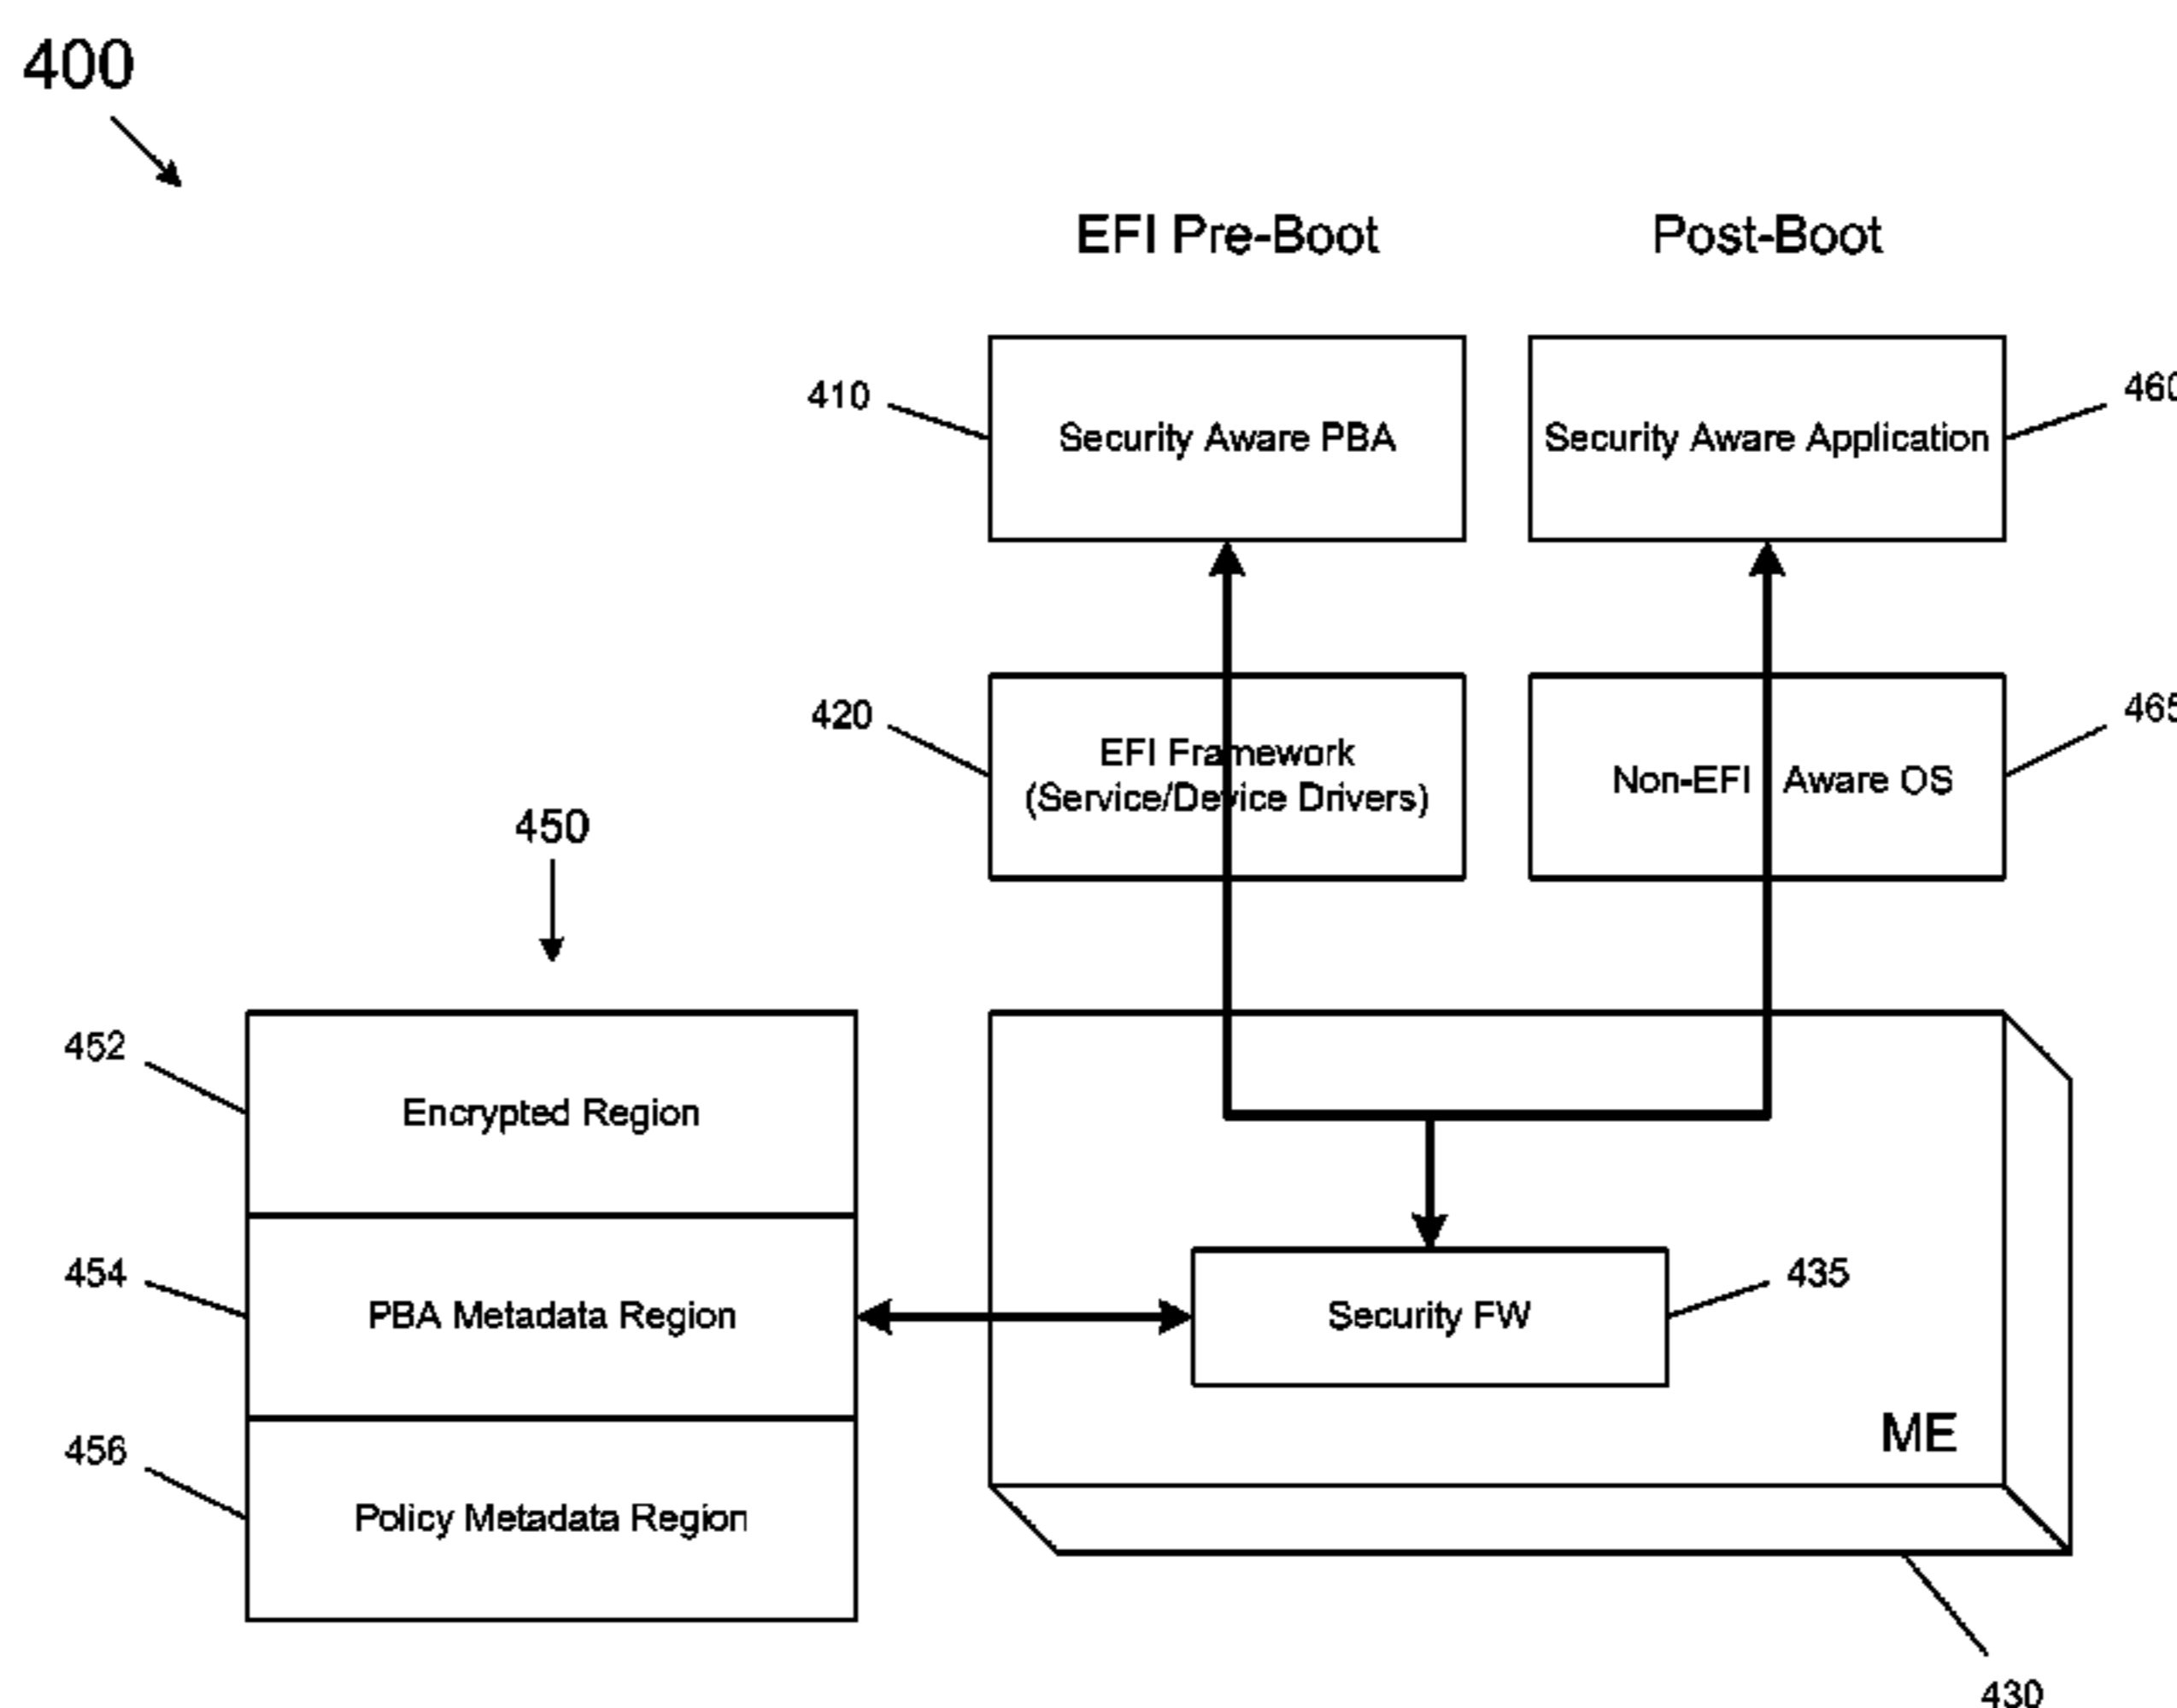 400
EFI Pre-Boot
Post-Boot
410
Security Aware PBA
Security Aware Application
460
420
EFI Framework
(Service/Device Drivers)
Non-EFI Aware OS
465
450
452
Encrypted Region
454
PBA Metadata Region
Security FW
435
456
Policy Metadata Region
ME
430